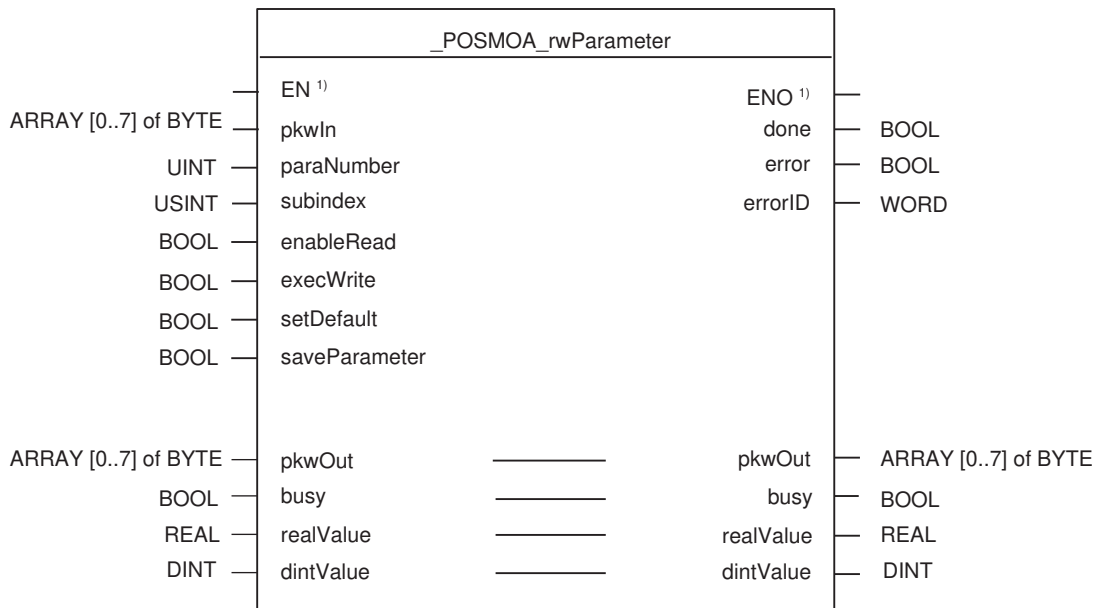 _POSMOA_rwParameter
EN 1)
ENO 1)
ARRAY [0..7] of BYTE pkwIn done BOOL
UINT paraNumber error BOOL
USINT subindex errorID WORD
BOOL enableRead
BOOL execWrite
BOOL setDefault
BOOL saveParameter
ARRAY [0..7] of BYTE pkwOut pkwOut ARRAY [0..7] of BYTE
BOOL busy busy BOOL
REAL realValue realValue REAL
DINT dintValue dintValue DINT